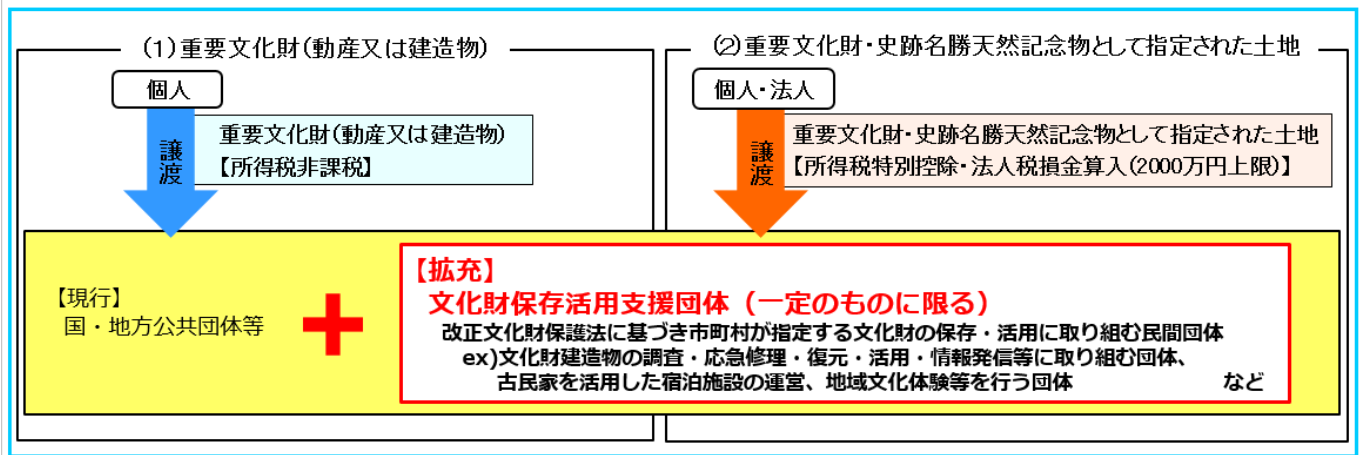 (1)重要文化財(動産又は建造物)
個人
譲渡
重要文化財(動産又は建造物)
【所得税非課税】
(2)重要文化財・史跡名勝天然記念物として指定された土地
個人・法人
譲渡
重要文化財・史跡名勝天然記念物として指定された土地
【所得税特別控除・法人税損金算入(2000万円上限)】
【現行】
国・地方公共団体等
【拡充】
文化財保存活用支援団体（一定のものに限る）
改正文化財保護法に基づき市町村が指定する文化財の保存・活用に取り組む民間団体
ex)文化財建造物の調査・応急修理・復元・活用・情報発信等に取り組む団体、
古民家を活用した宿泊施設の運営、地域文化体験等を行う団体 など